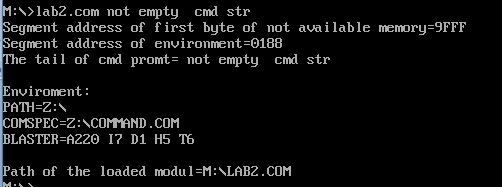 M:\>lab2.com not empty  cmd str
Segment address of first byte of not available memory=9FFF
Segment address of environment=0188
The tail of cmd promt= not empty  cmd str
Enviroment:
PATH=Z:\
COMSPEC=Z:\COMMAND.COM
BLASTER=A220 I7 D1 H5 T6
Path of the loaded modul=M:\LAB2.COM
M:\>